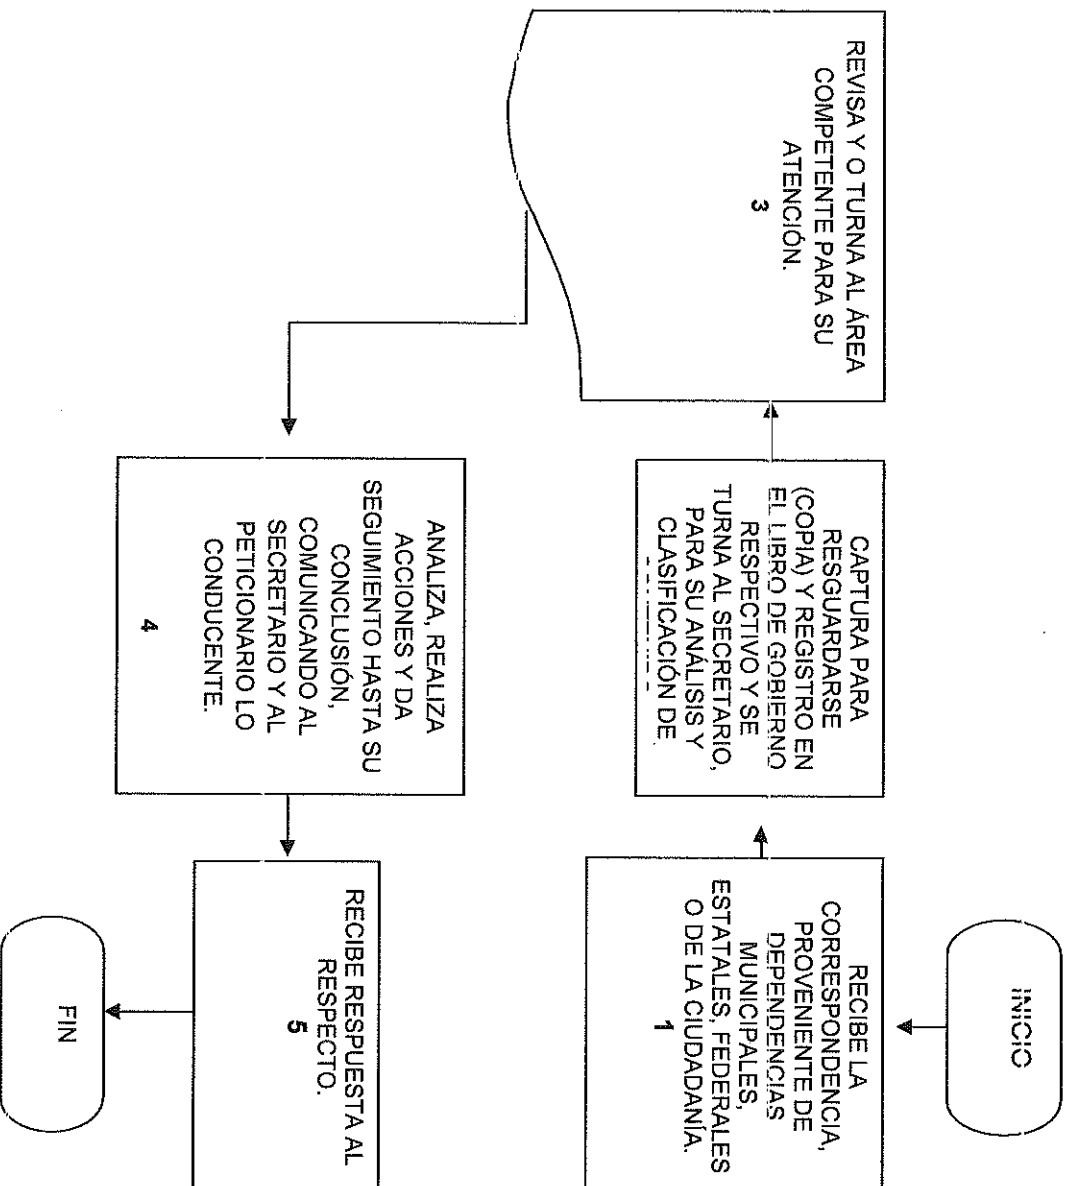 INICIO
RECIBE LA
CORRESPONDENCIA,
PROVENIENTE DE
DEPENDENCIAS
MUNICIPALES,
ESTATALES, FEDERALES
O DE LA CIUDADANÍA.
1
CAPTURA PARA
RESGUARDARSE
(COPIA) Y REGISTRO EN
EL LIBRO DE GOBIERNO
RESPECTIVO Y SE
TURNA AL SECRETARIO,
PARA SU ANÁLISIS Y
CLASIFICACIÓN DE
REVISA Y O TURNA AL ÁREA
COMPETENTE PARA SU
ATENCIÓN.
3
ANALIZA, REALIZA
ACCIONES Y DA
SEGUIMIENTO HASTA SU
CONCLUSIÓN,
COMUNICANDO AL
SECRETARIO Y AL
PETICIONARIO LO
CONDUCENTE.
4
RECIBE RESPUESTA AL
RESPECTO.
5
FIN